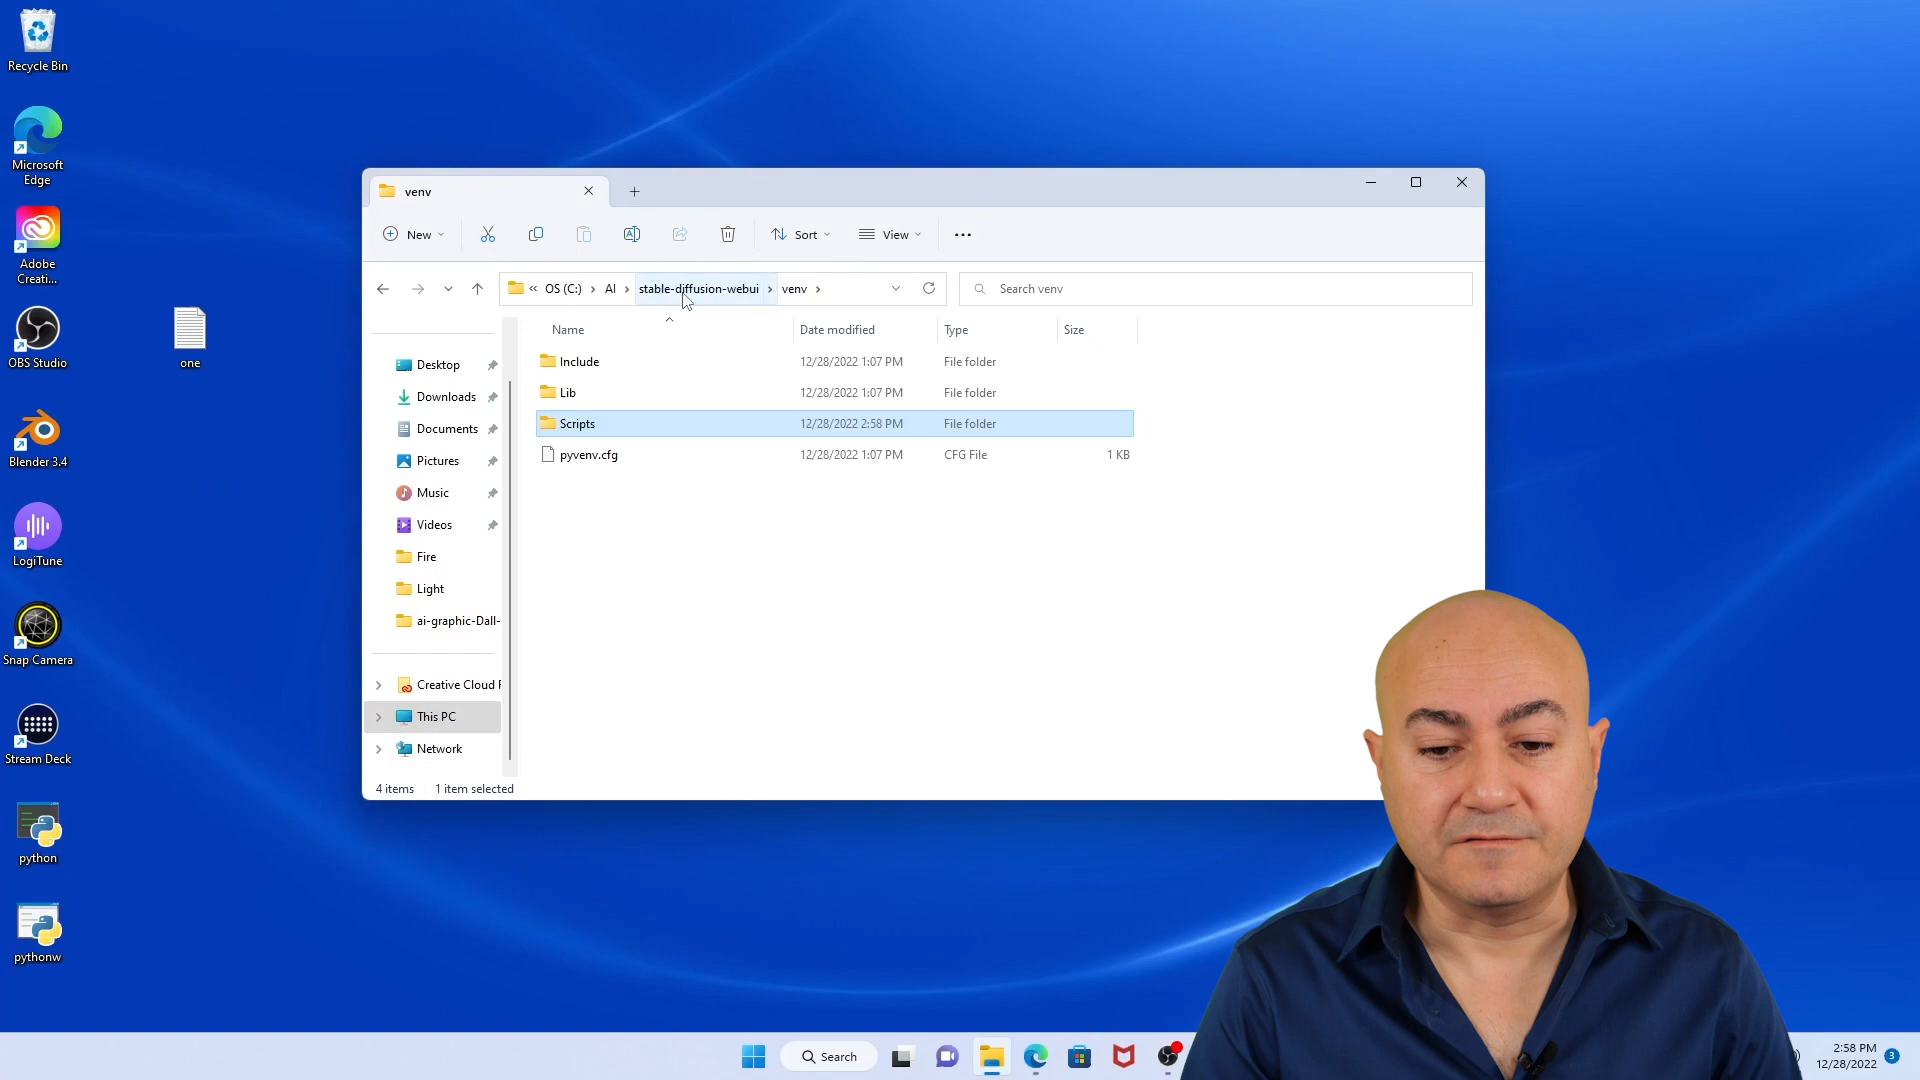 Recycle Bin
Microsoft
Edge
Adobe
Creati...
OBS Studio
one
Blender 3.4
LogiTune
Snap Camera
Stream Deck
python
pythonw
venv
New
Sort
View
« OS (C:) › AI › stable-diffusion-webui › venv ›
Search venv
Name Date modified Type Size
Include 12/28/2022 1:07 PM File folder
Lib 12/28/2022 1:07 PM File folder
Scripts 12/28/2022 2:58 PM File folder
pyvenv.cfg 12/28/2022 1:07 PM CFG File 1 KB
Desktop
Downloads
Documents
Pictures
Music
Videos
Fire
Light
ai-graphic-Dall-
Creative Cloud F
This PC
Network
4 items 1 item selected
Search
2:58 PM
12/28/2022
3